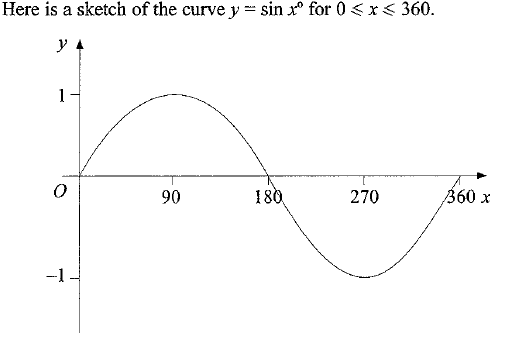 Here is a sketch of the curve y = sin x° for 0 ⩽ x ⩽ 360.
y
1
O
90
180
270
360 x
−1